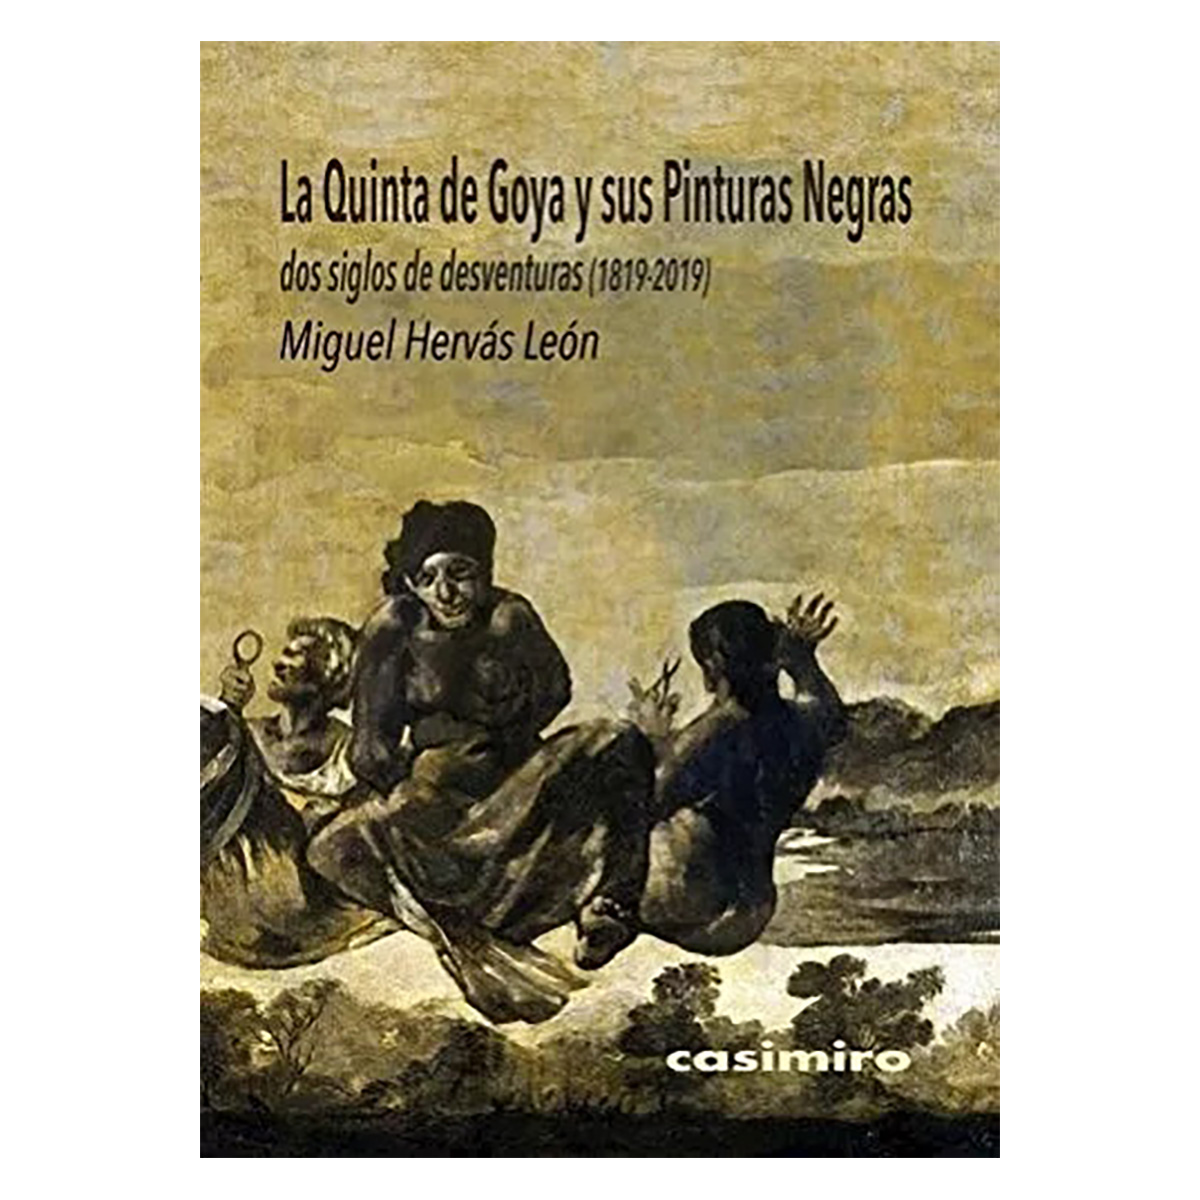 La Quinta de Goya y sus Pinturas Negras
dos siglos de desventuras (1819-2019)
Miguel Hervás León
casimiro